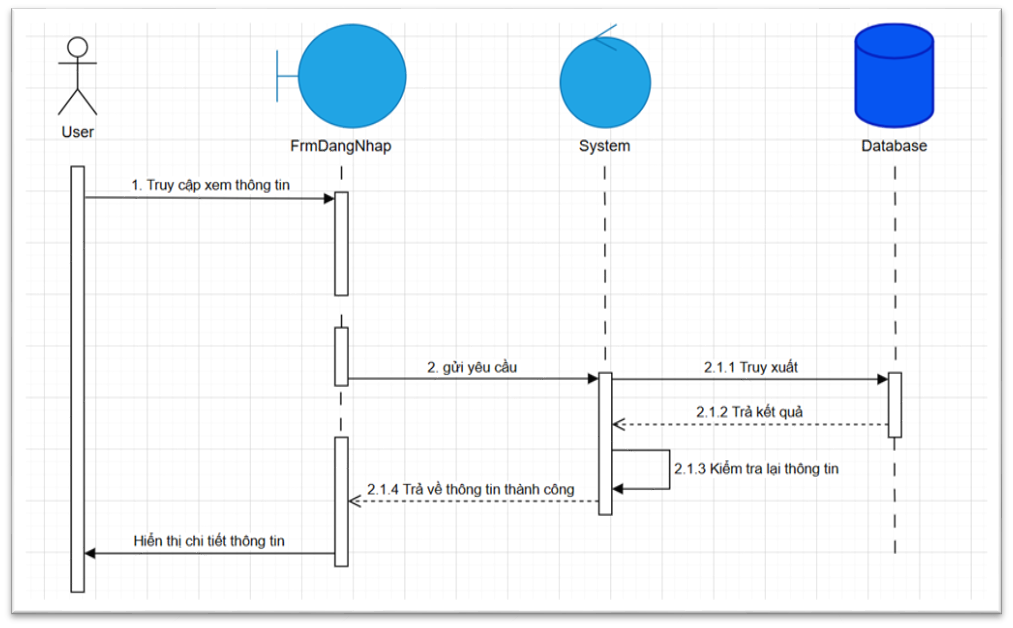 User
FrmDangNhap
System
Database
1. Truy cập xem thông tin
2. gửi yêu cầu
2.1.1 Truy xuất
2.1.2 Trả kết quả
2.1.3 Kiểm tra lại thông tin
2.1.4 Trả về thông tin thành công
Hiển thị chi tiết thông tin